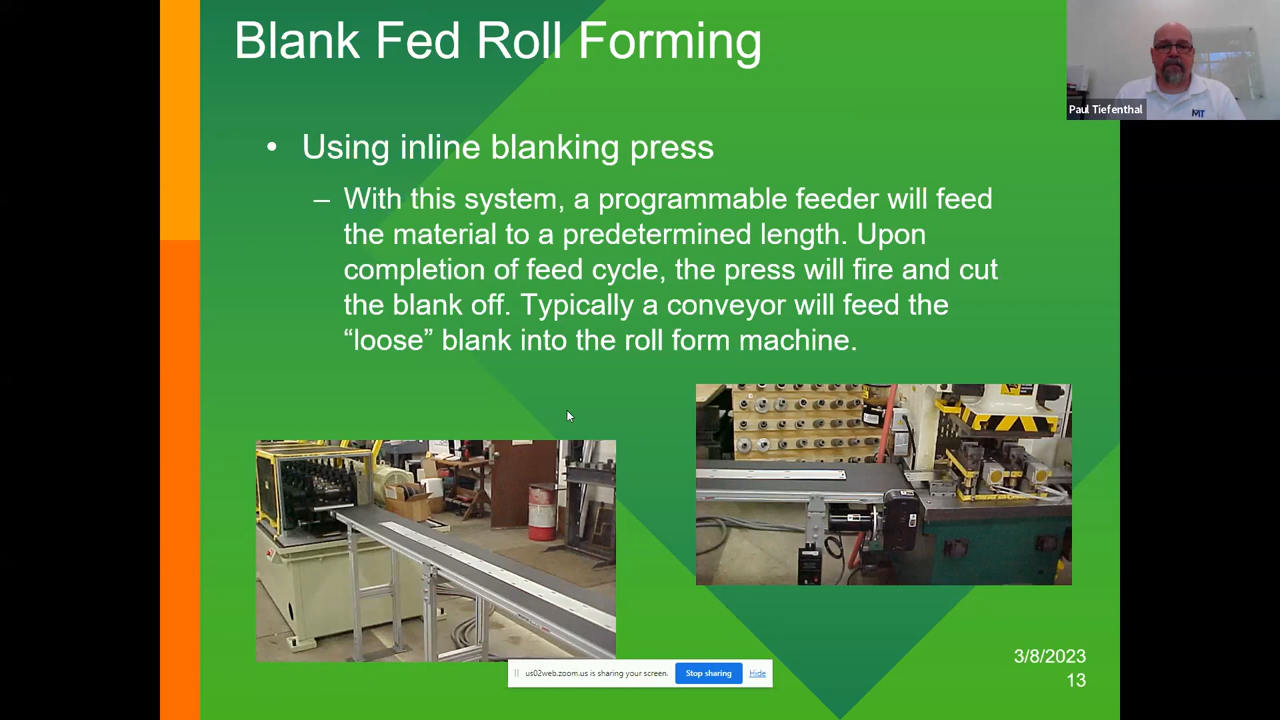 Blank Fed Roll Forming
Paul Tiefenthal
MT
• Using inline blanking press
– With this system, a programmable feeder will feed
the material to a predetermined length. Upon
completion of feed cycle, the press will fire and cut
the blank off. Typically a conveyor will feed the
“loose” blank into the roll form machine.
us02web.zoom.us is sharing your screen.
Stop sharing
Hide
3/8/2023
13